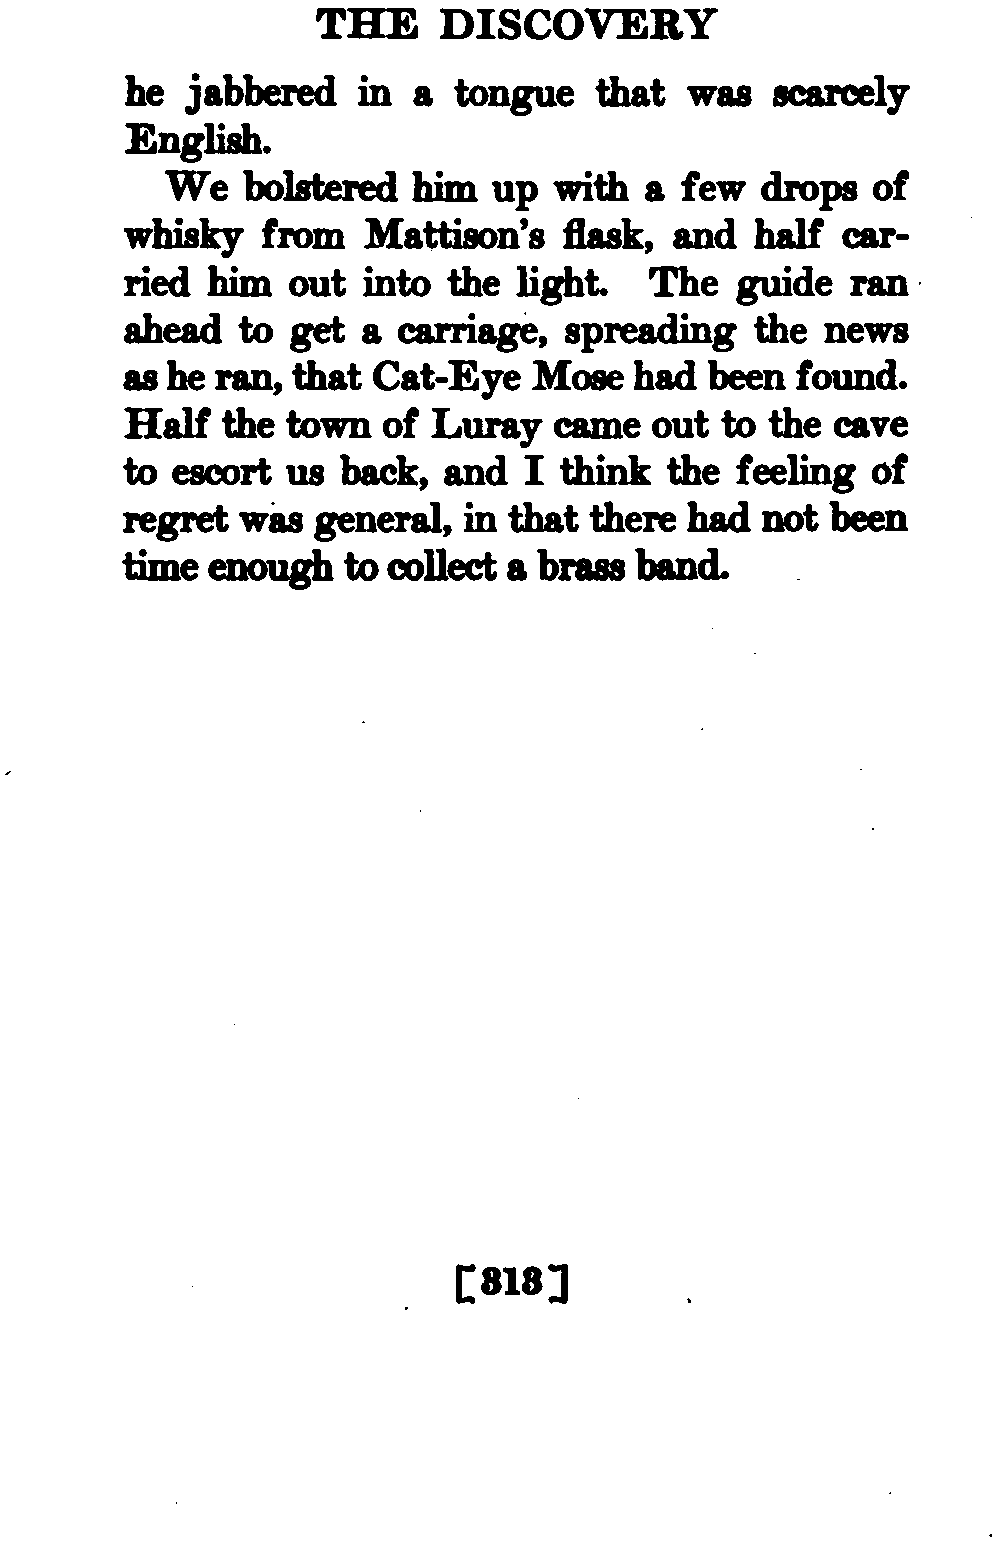 THE DISCOVERY
he jabbered in a tongue that was scarcely
English.
We bolstered him up with a few drops of
whisky from Mattison's flask, and half car-
ried him out into the light. The guide ran
ahead to get a carriage, spreading the news
as he ran, that Cat-Eye Mose had been found.
Half the town of Luray came out to the cave
to escort us back, and I think the feeling of
regret was general, in that there had not been
time enough to collect a brass band.
[313]